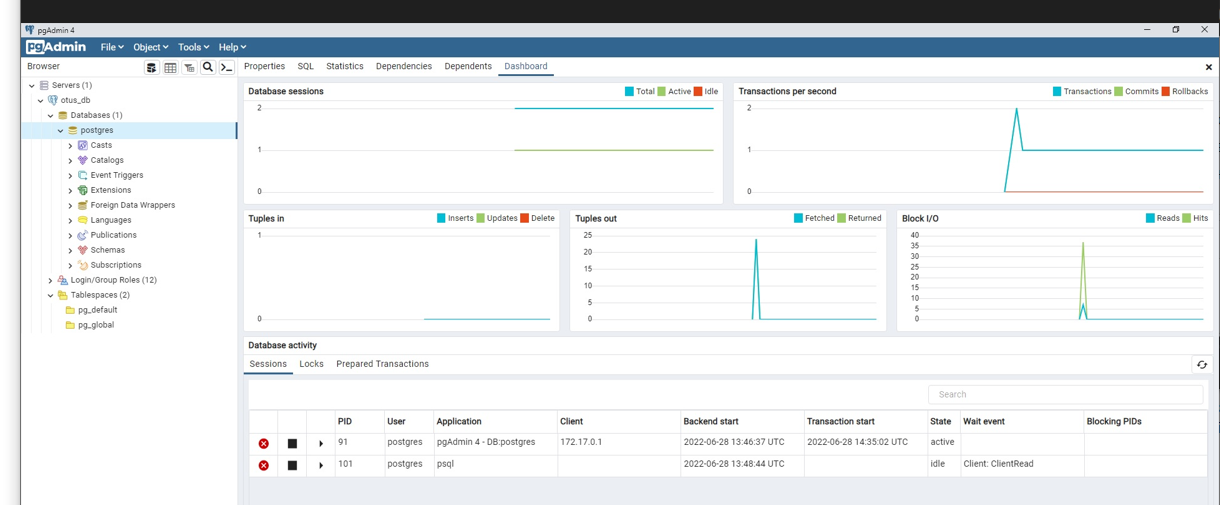 pgAdmin 4
pgAdmin File Object Tools Help
Browser Properties SQL Statistics Dependencies Dependents Dashboard
Servers (1)
otus_db
Databases (1)
postgres
Casts
Catalogs
Event Triggers
Extensions
Foreign Data Wrappers
Languages
Publications
Schemas
Subscriptions
Login/Group Roles (12)
Tablespaces (2)
pg_default
pg_global
Database sessions Total Active Idle
2
1
0
Transactions per second Transactions Commits Rollbacks
2
1
0
Tuples in Inserts Updates Delete
1
0
Tuples out Fetched Returned
25
20
15
10
5
0
Block I/O Reads Hits
40
35
30
25
20
15
10
5
0
Database activity
Sessions Locks Prepared Transactions
Search
PID User Application Client Backend start Transaction start State Wait event Blocking PIDs
91 postgres pgAdmin 4 - DB:postgres 172.17.0.1 2022-06-28 13:46:37 UTC 2022-06-28 14:35:02 UTC active
101 postgres psql 2022-06-28 13:48:44 UTC idle Client: ClientRead